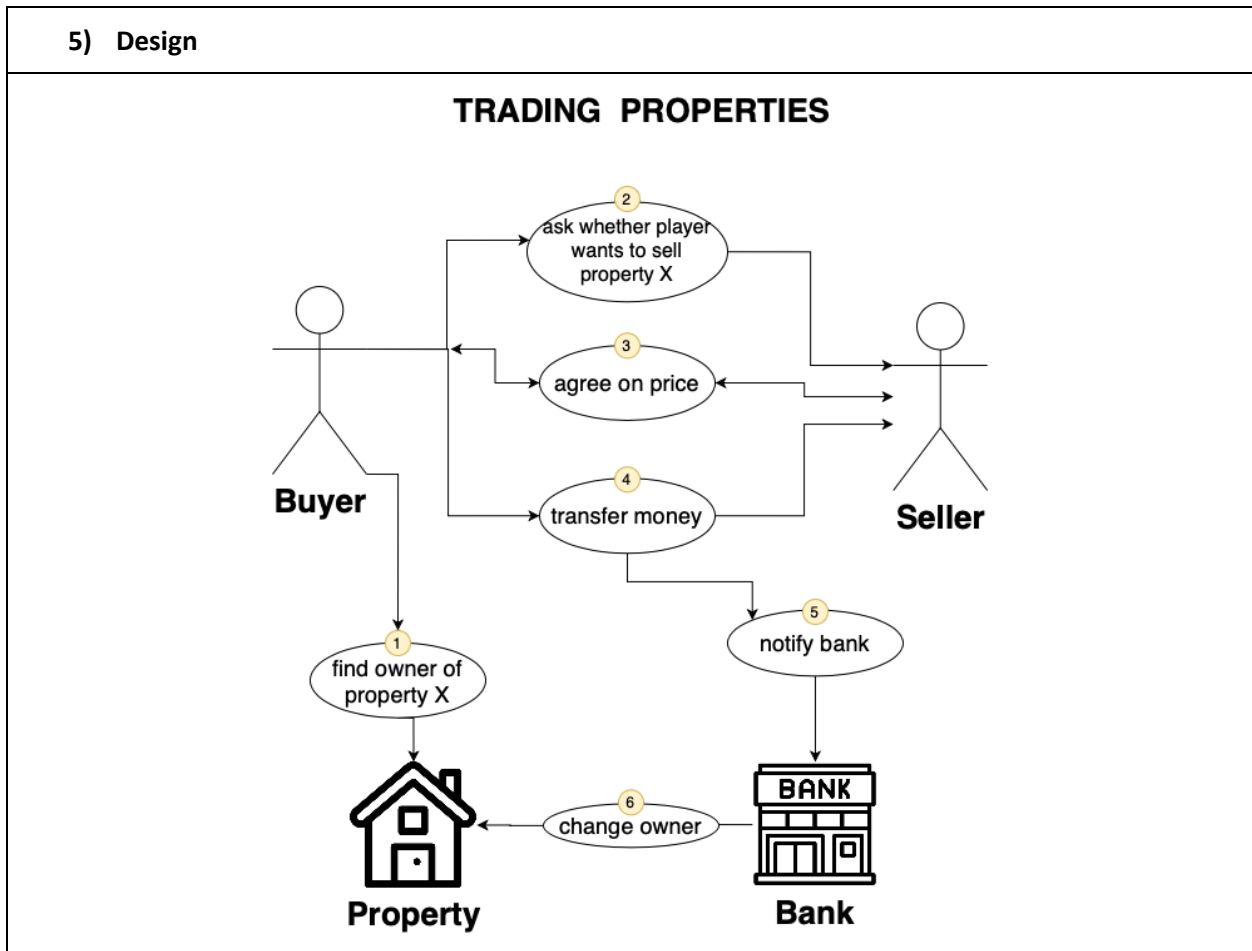 5) Design
TRADING PROPERTIES
2
ask whether player
wants to sell
property X
3
agree on price
Buyer
4
transfer money
Seller
5
notify bank
1
find owner of
property X
BANK
6
change owner
Property
Bank